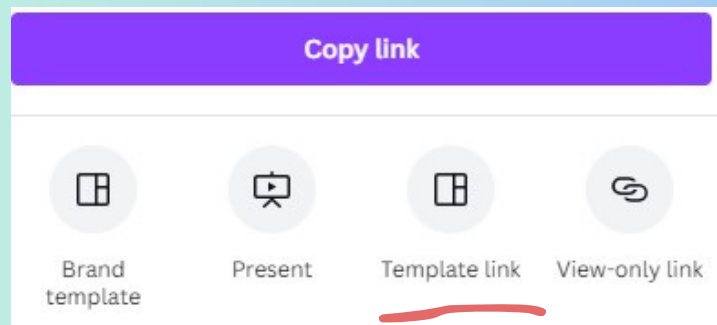 Copy link
Brand
template
Present
Template link
View-only link